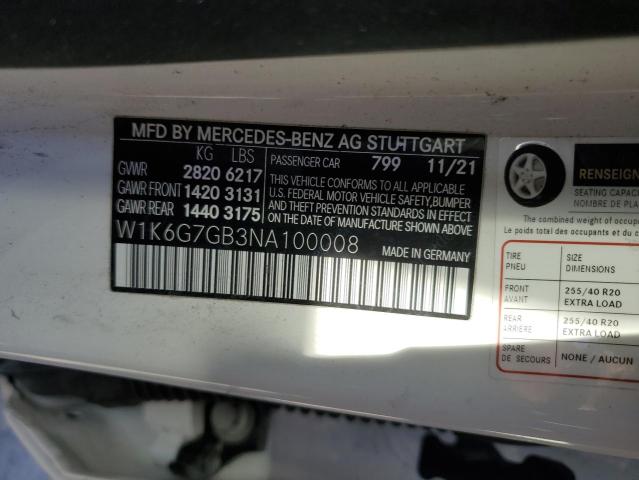 MFD BY MERCEDES-BENZ AG STUTTGART
KG LBS
GVWR 2820 6217
GAWR FRONT 1420 3131
GAWR REAR 1440 3175
PASSENGER CAR 799 11/21
THIS VEHICLE CONFORMS TO ALL APPLICABLE
U.S. FEDERAL MOTOR VEHICLE SAFETY,BUMPER
AND THEFT PREVENTION STANDARDS IN EFFECT
ON THE DATE OF MANUFACTURE SHOWN ABOVE.
W1K6G7GB3NA100008
MADE IN GERMANY
SEATING CAPAC
NOMBRE DE PLA
The combined weight of
Le poids total des occupants et du
TIRE
PNEU
SIZE
DIMENSIONS
FRONT
AVANT
255/40 R20
EXTRA LOAD
REAR
ARRIERE
255/40 R20
EXTRA LOAD
SPARE
DE SECOURS
NONE / AUCUN